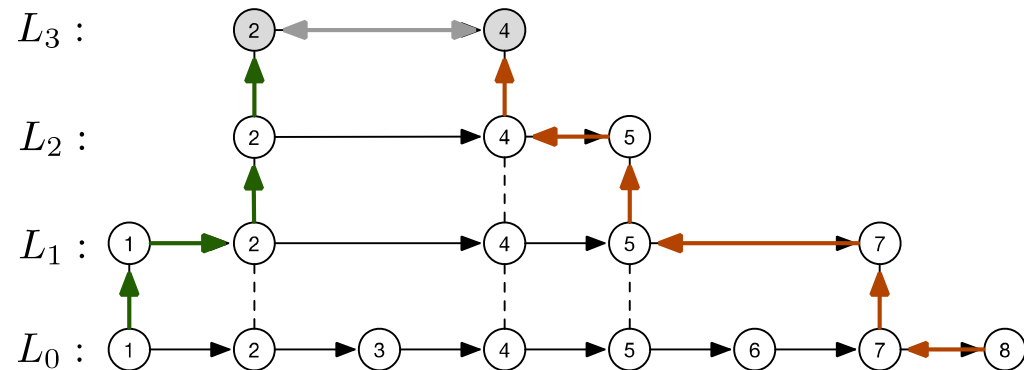 L₃ : 2 4
L₂ : 2 4 5
L₁ : 1 2 4 5 7
L₀ : 1 2 3 4 5 6 7 8